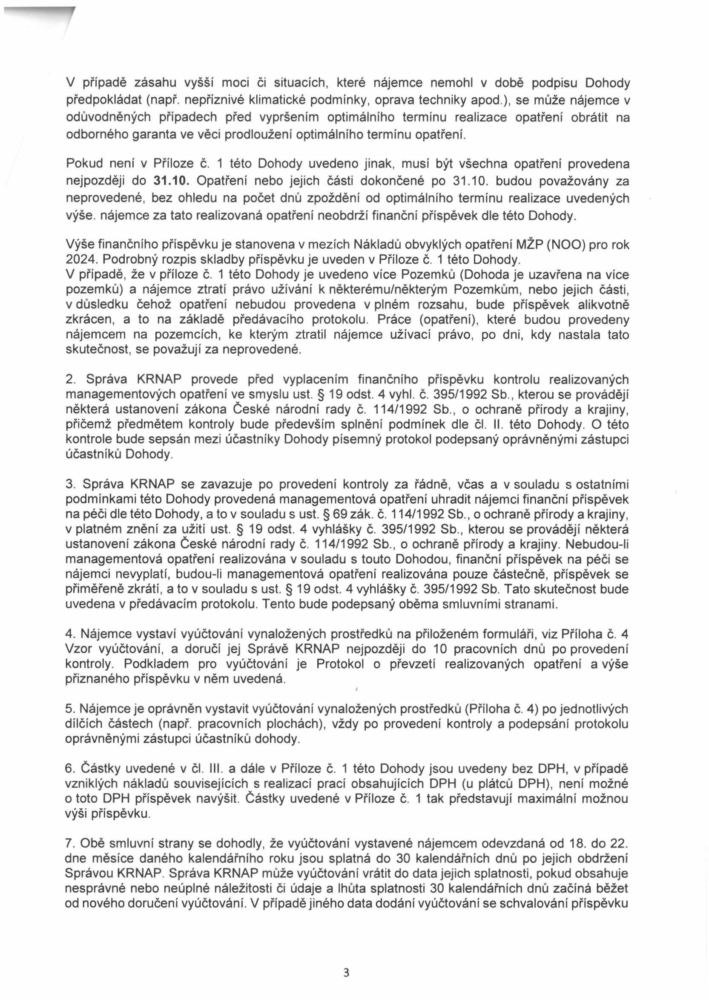 V případě zásahu vyšší moci či situacích, které nájemce nemohl v době podpisu Dohody
předpokládat (např. nepříznivé klimatické podmínky, oprava techniky apod.), se může nájemce v
odůvodněných případech před vypršením optimálního termínu realizace opatření obrátit na
odborného garanta ve věci prodloužení optimálního termínu opatření.
Pokud není v Příloze č. 1 této Dohody uvedeno jinak, musí být všechna opatření provedena
nejpozději do 31.10. Opatření nebo jejich části dokončené po 31.10. budou považovány za
neprovedené, bez ohledu na počet dnů zpoždění od optimálního termínu realizace uvedených
výše. nájemce za tato realizovaná opatření neobdrží finanční příspěvek dle této Dohody.
Výše finančního příspěvku je stanovena v mezích Nákladů obvyklých opatření MŽP (NOO) pro rok
2024. Podrobný rozpis skladby příspěvku je uveden v Příloze č. 1 této Dohody.
V případě, že v příloze č. 1 této Dohody je uvedeno více Pozemků (Dohoda je uzavřena na více
pozemků) a nájemce ztratí právo užívání k některému/některým Pozemkům, nebo jejich části,
v důsledku čehož opatření nebudou provedena v plném rozsahu, bude příspěvek alikvotně
zkrácen, a to na základě předávacího protokolu. Práce (opatření), které budou provedeny
nájemcem na pozemcích, ke kterým ztratil nájemce užívací právo, po dni, kdy nastala tato
skutečnost, se považují za neprovedené.
2. Správa KRNAP provede před vyplacením finančního příspěvku kontrolu realizovaných
managementových opatření ve smyslu ust. § 19 odst. 4 vyhl. č. 395/1992 Sb., kterou se provádějí
některá ustanovení zákona České národní rady č. 114/1992 Sb., o ochraně přírody a krajiny,
přičemž předmětem kontroly bude především splnění podmínek dle čl. II. této Dohody. O této
kontrole bude sepsán mezi účastníky Dohody písemný protokol podepsaný oprávněnými zástupci
účastníků Dohody.
3. Správa KRNAP se zavazuje po provedení kontroly za řádně, včas a v souladu s ostatními
podmínkami této Dohody provedená managementová opatření uhradit nájemci finanční příspěvek
na péči dle této Dohody, a to v souladu s ust. § 69 zák. č. 114/1992 Sb., o ochraně přírody a krajiny,
v platném znění za užití ust. § 19 odst. 4 vyhlášky č. 395/1992 Sb., kterou se provádějí některá
ustanovení zákona České národní rady č. 114/1992 Sb., o ochraně přírody a krajiny. Nebudou-li
managementová opatření realizována v souladu s touto Dohodou, finanční příspěvek na péči se
nájemci nevyplatí, budou-li managementová opatření realizována pouze částečně, příspěvek se
přiměřeně zkrátí, a to v souladu s ust. § 19 odst. 4 vyhlášky č. 395/1992 Sb. Tato skutečnost bude
uvedena v předávacím protokolu. Tento bude podepsaný oběma smluvními stranami.
4. Nájemce vystaví vyúčtování vynaložených prostředků na přiloženém formuláři, viz Příloha č. 4
Vzor vyúčtování, a doručí jej Správě KRNAP nejpozději do 10 pracovních dnů po provedení
kontroly. Podkladem pro vyúčtování je Protokol o převzetí realizovaných opatření a výše
přiznaného příspěvku v něm uvedená.
5. Nájemce je oprávněn vystavit vyúčtování vynaložených prostředků (Příloha č. 4) po jednotlivých
dílčích částech (např. pracovních plochách), vždy po provedení kontroly a podepsání protokolu
oprávněnými zástupci účastníků dohody.
6. Částky uvedené v čl. III. a dále v Příloze č. 1 této Dohody jsou uvedeny bez DPH, v případě
vzniklých nákladů souvisejících s realizací prací obsahujících DPH (u plátců DPH), není možné
o toto DPH příspěvek navýšit. Částky uvedené v Příloze č. 1 tak představují maximální možnou
výši příspěvku.
7. Obě smluvní strany se dohodly, že vyúčtování vystavené nájemcem odevzdaná od 18. do 22.
dne měsíce daného kalendářního roku jsou splatná do 30 kalendářních dnů po jejich obdržení
Správou KRNAP. Správa KRNAP může vyúčtování vrátit do data jejich splatnosti, pokud obsahuje
nesprávné nebo neúplné náležitosti či údaje a lhůta splatnosti 30 kalendářních dnů začíná běžet
od nového doručení vyúčtování. V případě jiného data dodání vyúčtování se schvalování příspěvku
3